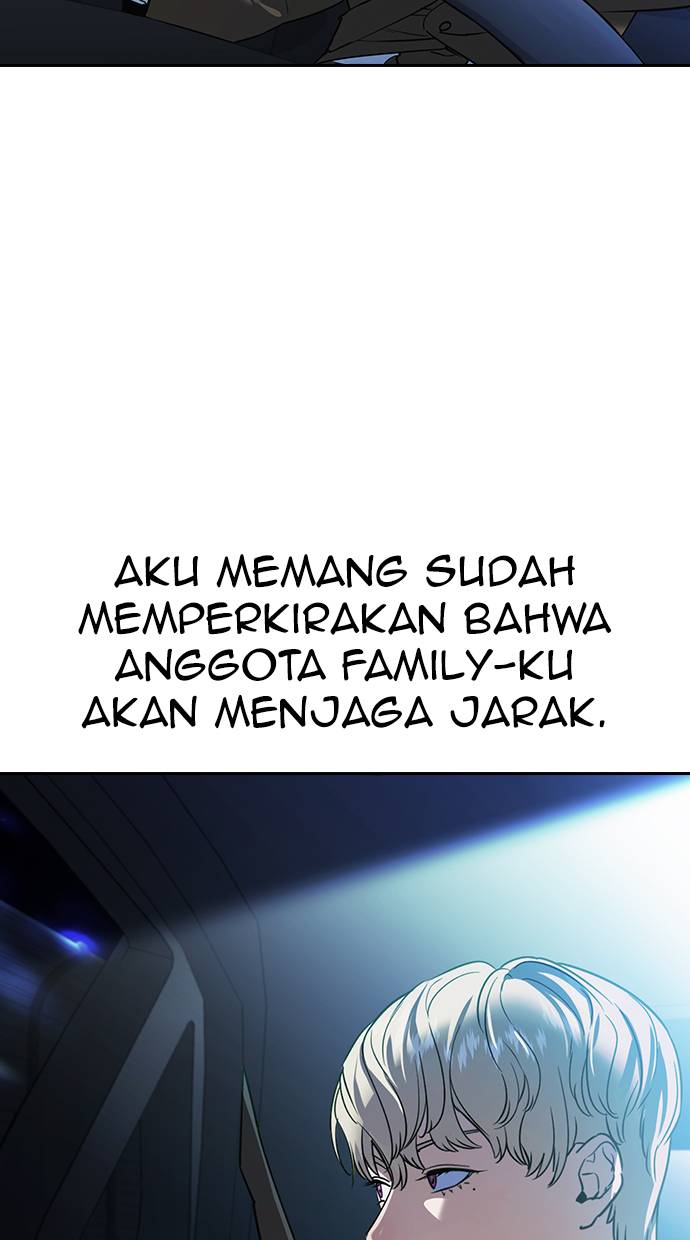 AKU MEMANG SUDAH
MEMPERKIRAKAN BAHWA
ANGGOTA FAMILY-KU
AKAN MENJAGA JARAK.